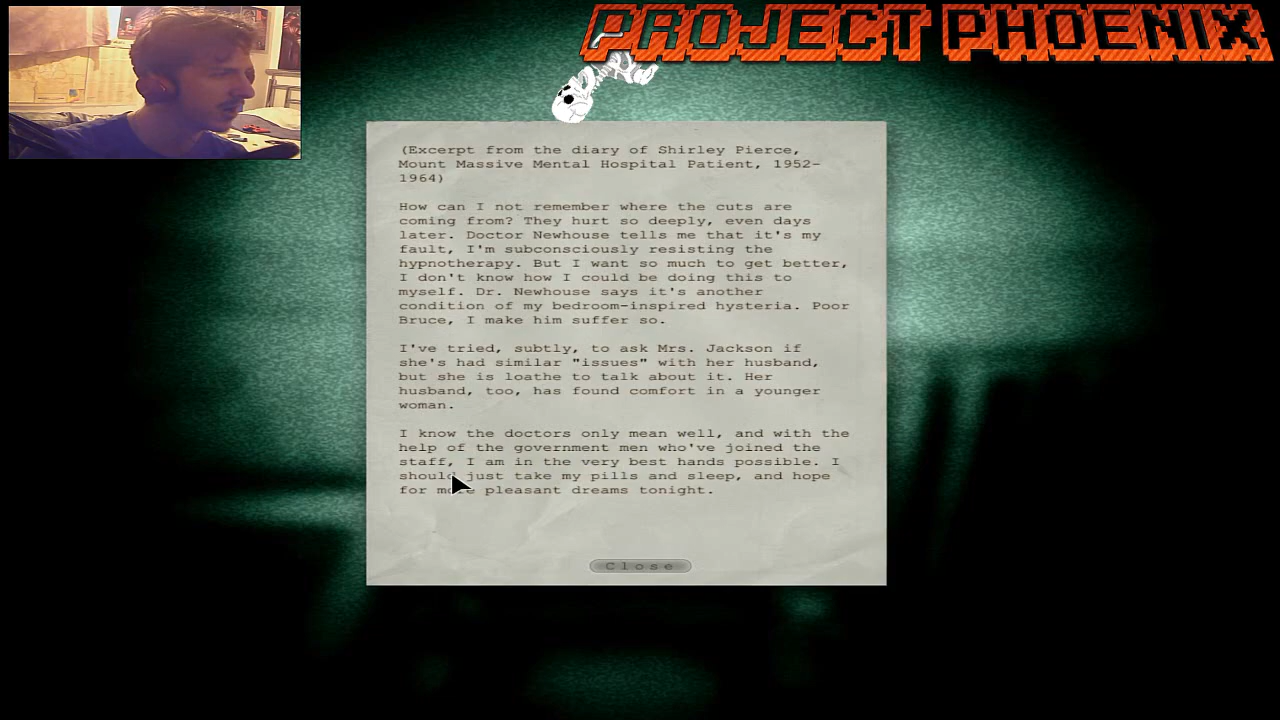 PROJECT PHOENIX
(Excerpt from the diary of Shirley Pierce,
Mount Massive Mental Hospital Patient, 1952-
1964)
How can I not remember where the cuts are
coming from? They hurt so deeply, even days
later. Doctor Newhouse tells me that it's my
fault, I'm subconsciously resisting the
hypnotherapy. But I want so much to get better,
I don't know how I could be doing this to
myself. Dr. Newhouse says it's another
condition of my bedroom-inspired hysteria. Poor
Bruce, I make him suffer so.
I've tried, subtly, to ask Mrs. Jackson if
she's had similar "issues" with her husband,
but she is loathe to talk about it. Her
husband, too, has found comfort in a younger
woman.
I know the doctors only mean well, and with the
help of the government men who've joined the
staff, I am in the very best hands possible. I
should just take my pills and sleep, and hope
for more pleasant dreams tonight.
Close